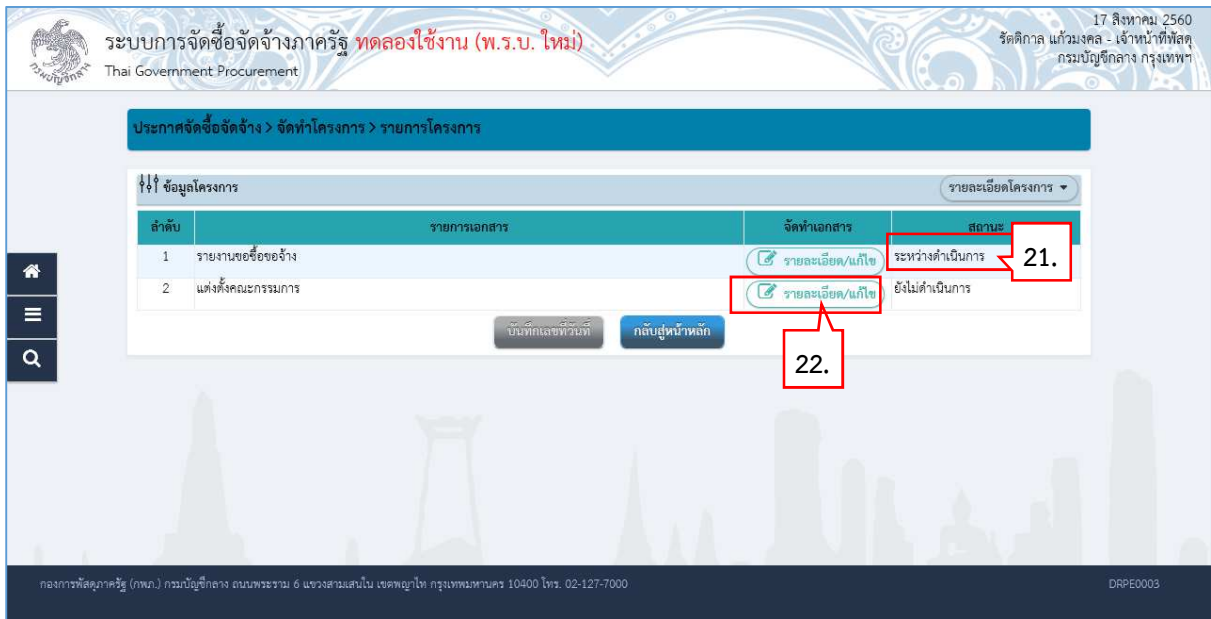 17 สิงหาคม 2560
ระบบการจัดซื้อจัดจ้างภาครัฐ ทดลองใช้งาน (พ.ร.บ. ใหม่)
รัตติกาล แก้วมงคล - เจ้าหน้าที่พัสดุ
Thai Government Procurement
กรมบัญชีกลาง กรุงเทพฯ
ประกาศจัดซื้อจัดจ้าง > จัดทำโครงการ > รายการโครงการ
ข้อมูลโครงการ รายละเอียดโครงการ
ลำดับ รายการเอกสาร จัดทำเอกสาร สถานะ
1 รายงานขอซื้อขอจ้าง รายละเอียด/แก้ไข ระหว่างดำเนินการ 21.
2 แต่งตั้งคณะกรรมการ รายละเอียด/แก้ไข ยังไม่ดำเนินการ
บันทึกเลขที่วันที่ กลับสู่หน้าหลัก
22.
กองการพัสดุภาครัฐ (กพภ.) กรมบัญชีกลาง ถนนพระราม 6 แขวงสามเสนใน เขตพญาไท กรุงเทพมหานคร 10400 โทร. 02-127-7000 DRPE0003